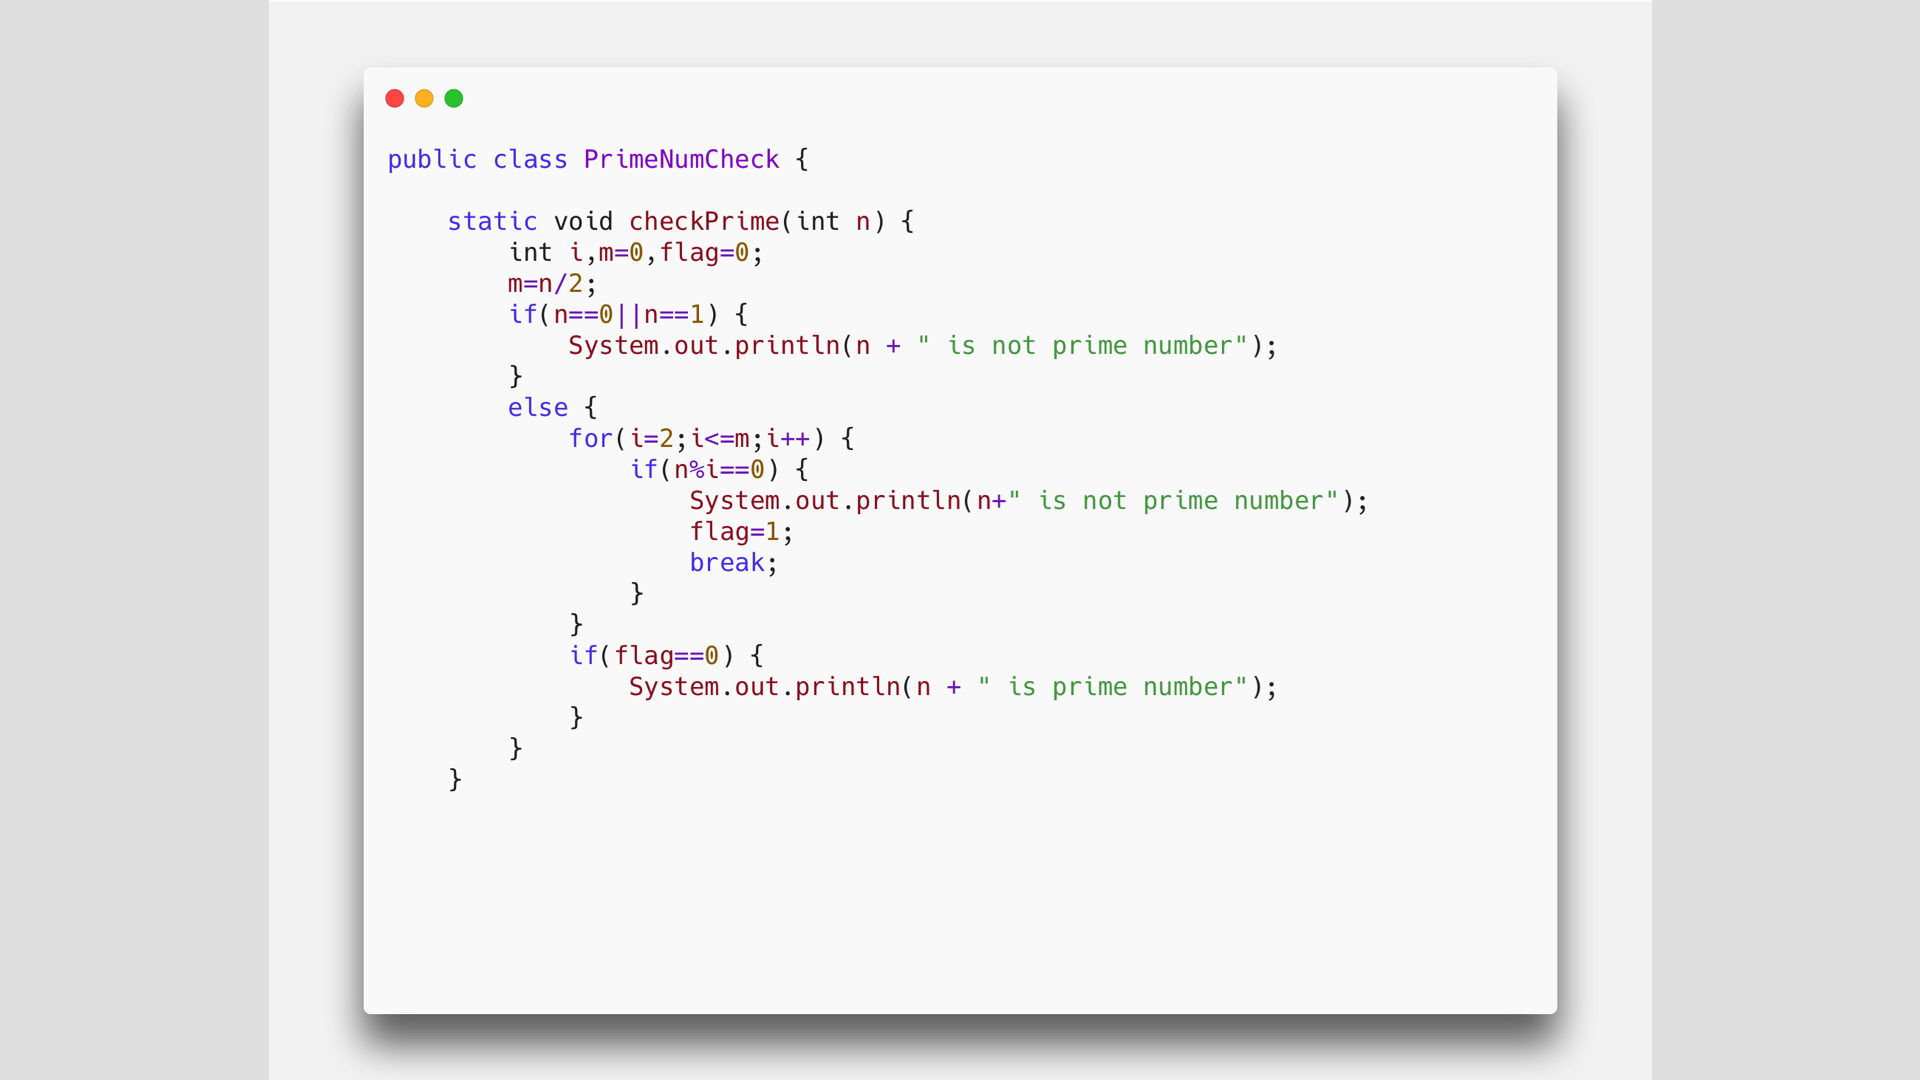 public class PrimeNumCheck {
static void checkPrime(int n) {
int i,m=0,flag=0;
m=n/2;
if(n==0||n==1) {
System.out.println(n + " is not prime number");
}
else {
for(i=2;i<=m;i++) {
if(n%i==0) {
System.out.println(n+" is not prime number");
flag=1;
break;
}
}
if(flag==0) {
System.out.println(n + " is prime number");
}
}
}